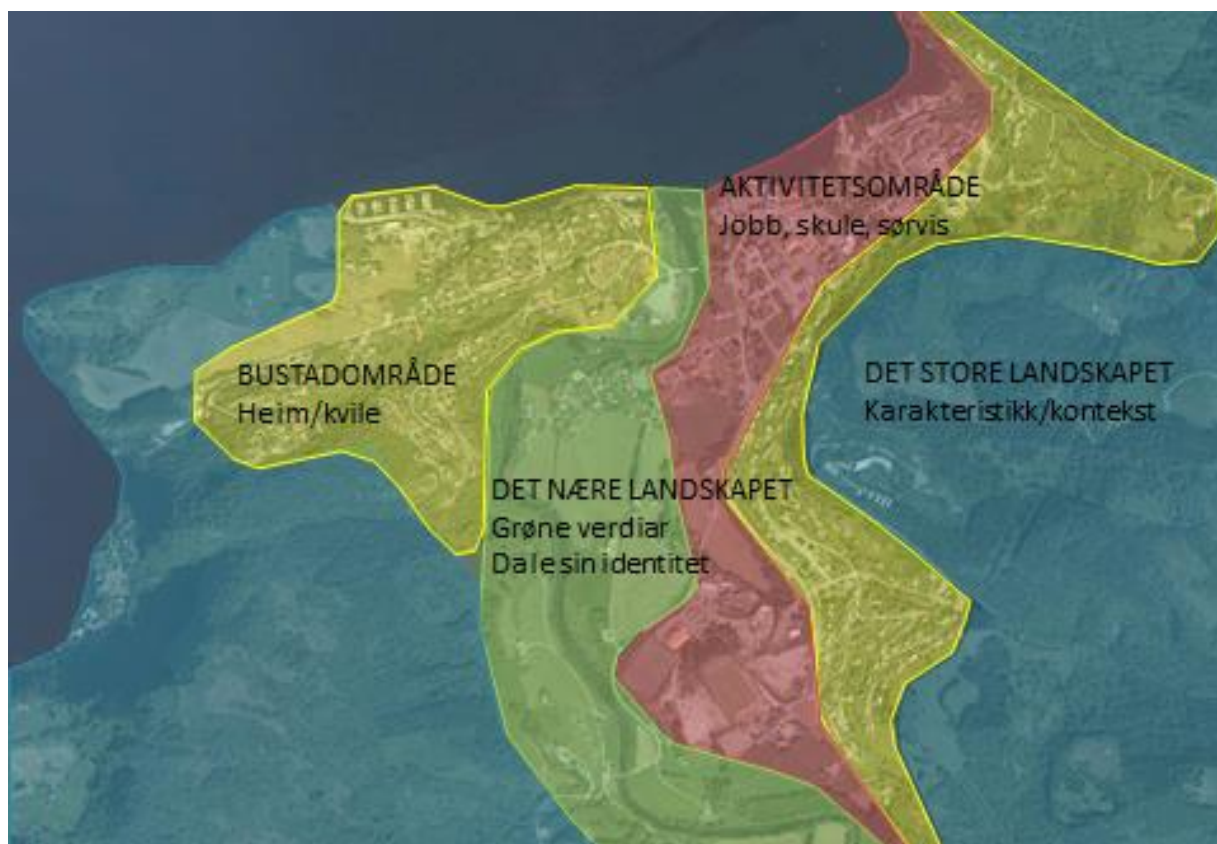 AKTIVITETSOMRÅDE
Jobb, skule, sørvis
BUSTADOMRÅDE
Heim/kvile
DET STORE LANDSKAPET
Karakteristikk/kontekst
DET NÆRE LANDSKAPET
Grøne verdiar
Dale sin identitet